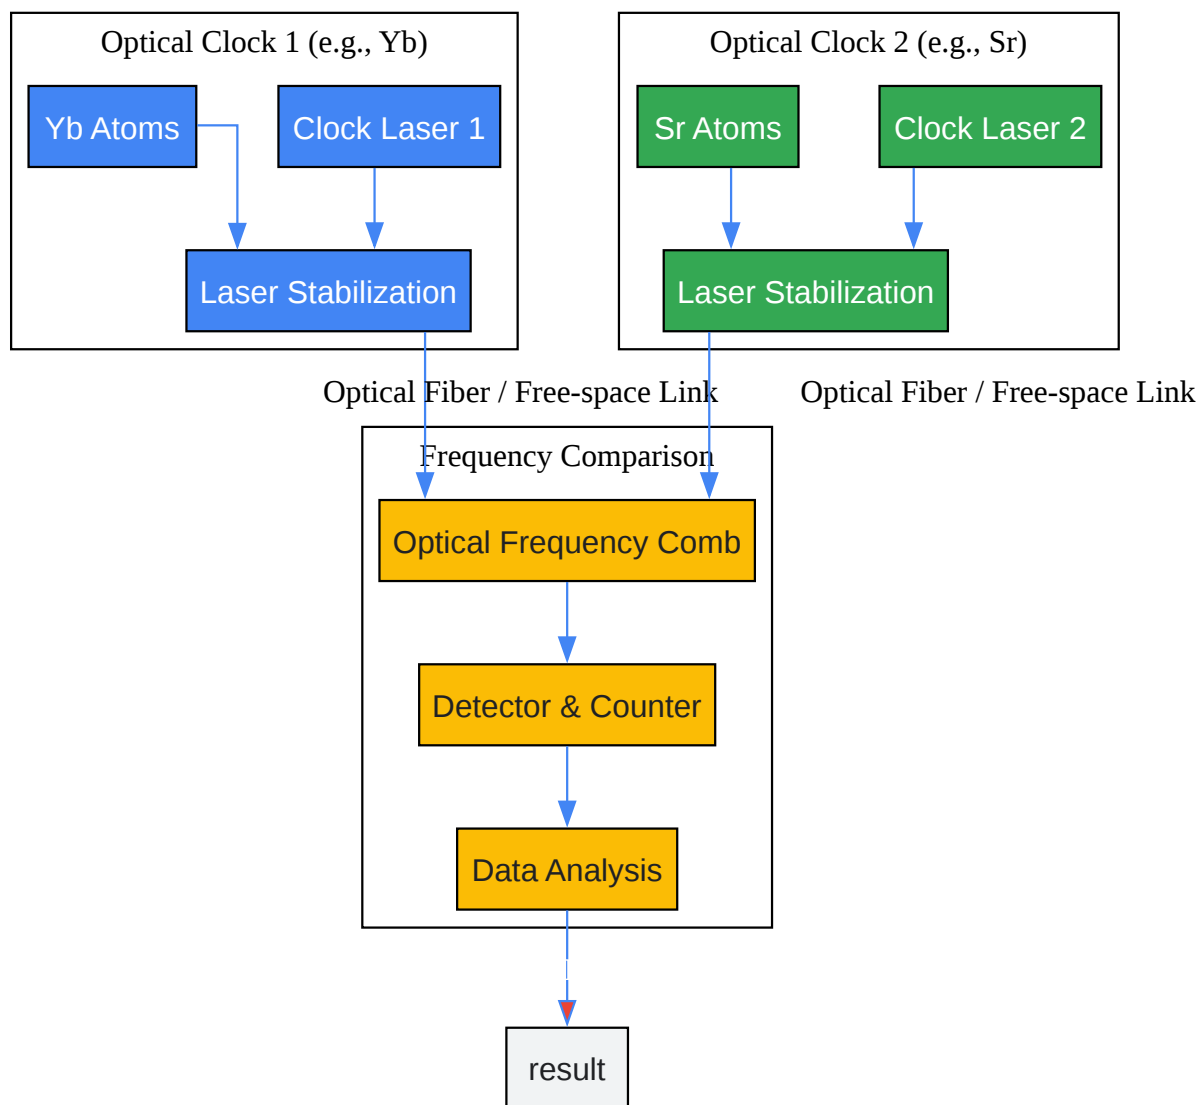 Optical Clock 1 (e.g., Yb)
Optical Clock 2 (e.g., Sr)
Yb Atoms
Clock Laser 1
Sr Atoms
Clock Laser 2
Laser Stabilization
Laser Stabilization
Optical Fiber / Free-space Link
Optical Fiber / Free-space Link
Frequency Comparison
Optical Frequency Comb
Detector & Counter
Data Analysis
result